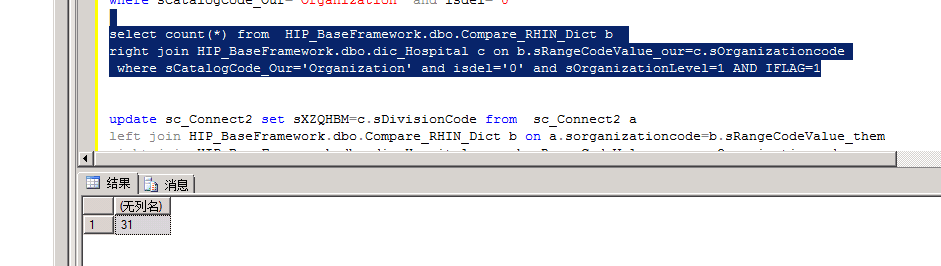 where sCatalogCode_Our='Organization' and isdel='0'
select count(*) from  HIP_BaseFramework.dbo.Compare_RHIN_Dict b
right join HIP_BaseFramework.dbo.dic_Hospital c on b.sRangeCodeValue_our=c.sOrganizationcode
 where sCatalogCode_Our='Organization' and isdel='0' and sOrganizationLevel=1 AND IFLAG=1
update sc_Connect2 set sXZQHBM=c.sDivisionCode from  sc_Connect2 a
left join HIP_BaseFramework.dbo.Compare_RHIN_Dict b on a.sorganizationcode=b.sRangeCodeValue_them
结果 消息
(无列名)
1 31